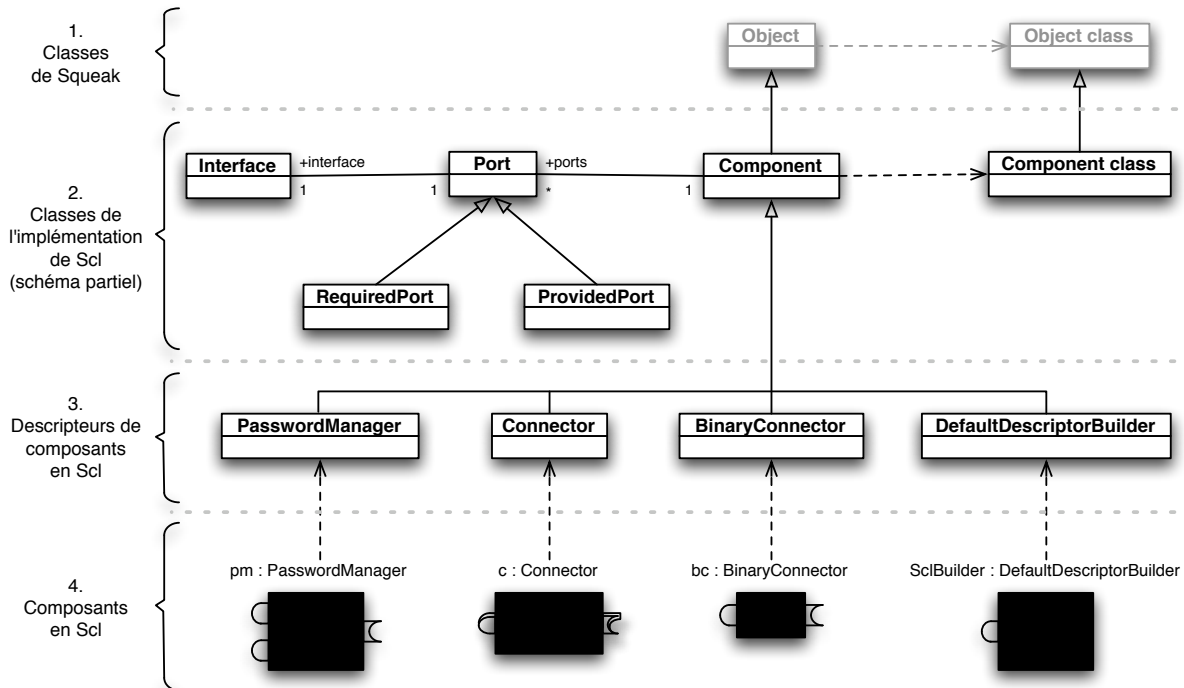 1.
Classes
de Squeak
Object
Object class
2.
Classes de
l'implémentation
de Scl
(schéma partiel)
Interface
+interface
1
1
Port
+ports
*
1
Component
Component class
RequiredPort
ProvidedPort
3.
Descripteurs de
composants
en Scl
PasswordManager
Connector
BinaryConnector
DefaultDescriptorBuilder
4.
Composants
en Scl
pm : PasswordManager
c : Connector
bc : BinaryConnector
SclBuilder : DefaultDescriptorBuilder